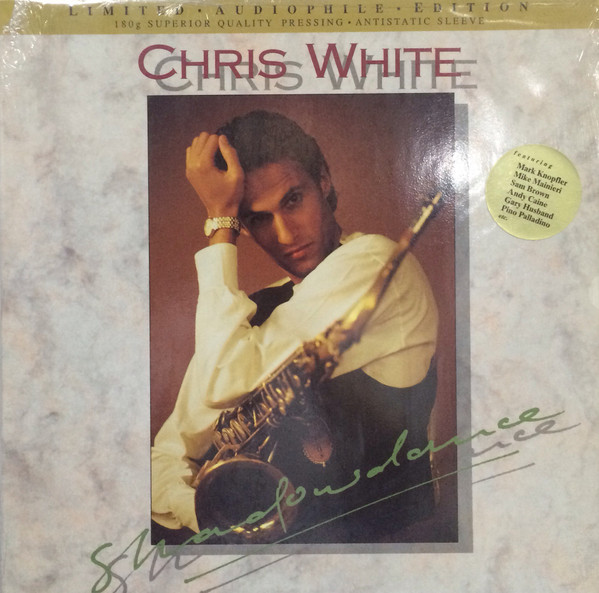 LIMITED · AUDIOPHILE · EDITION
180g SUPERIOR QUALITY PRESSING · ANTISTATIC SLEEVE
CHRIS WHITE
featuring
Mark Knopfler
Mike Mainieri
Sam Brown
Andy Caine
Gary Husband
Pino Palladino
etc.
Shadowdance